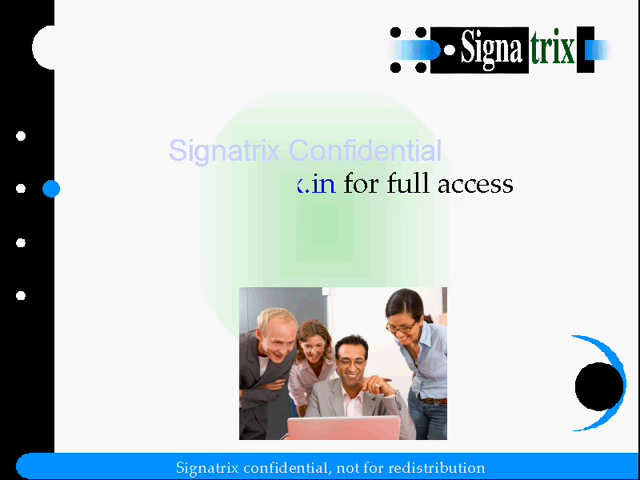 Signatrix
Signatrix Confidential
x.in for full access
Signatrix confidential, not for redistribution